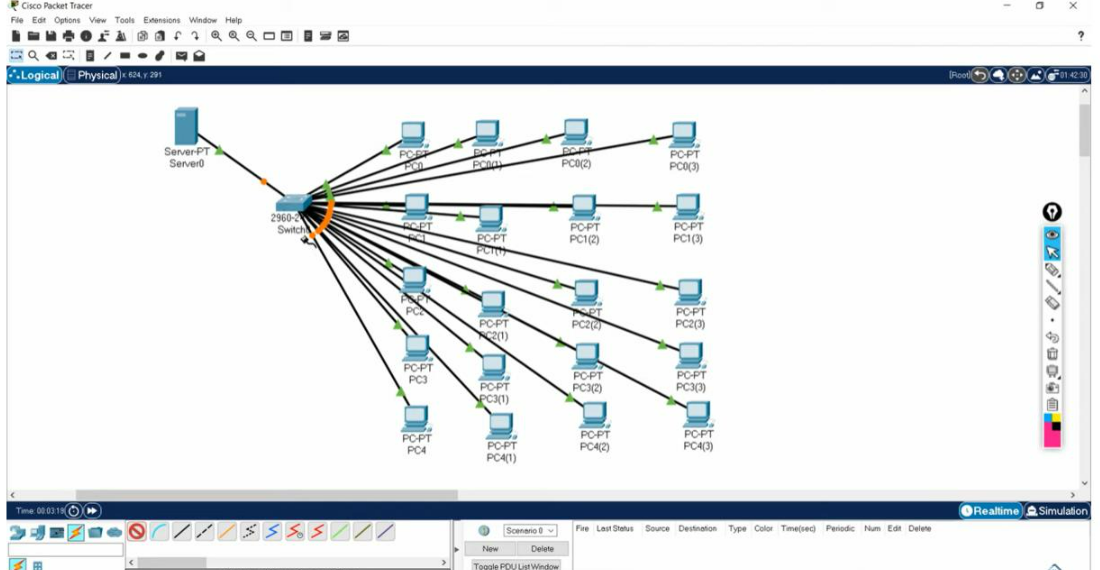 Cisco Packet Tracer
File Edit Options View Tools Extensions Window Help
?
Logical Physical x: 624, y: 291
[Root] 01:42:30
Server-PT
Server0
2960-24
Switch0
PC-PT
PC0
PC-PT
PC0(1)
PC-PT
PC0(2)
PC-PT
PC0(3)
PC-PT
PC1
PC-PT
PC1(1)
PC-PT
PC1(2)
PC-PT
PC1(3)
PC-PT
PC2
PC-PT
PC2(1)
PC-PT
PC2(2)
PC-PT
PC2(3)
PC-PT
PC3
PC-PT
PC3(1)
PC-PT
PC3(2)
PC-PT
PC3(3)
PC-PT
PC4
PC-PT
PC4(1)
PC-PT
PC4(2)
PC-PT
PC4(3)
Time: 00:03:19
Realtime Simulation
Scenario 0
New Delete
Toggle PDU List Window
Fire Last Status Source Destination Type Color Time(sec) Periodic Num Edit Delete